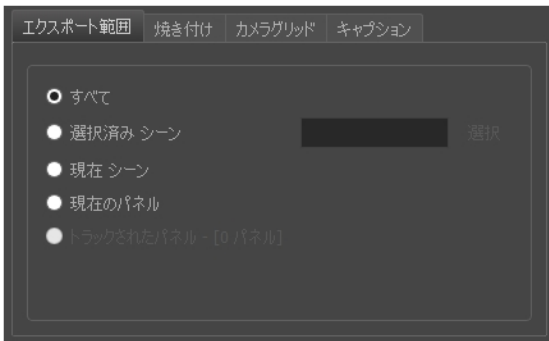 エクスポート範囲 焼き付け カメラグリッド キャプション
すべて
選択済み シーン 選択
現在 シーン
現在のパネル
トラックされたパネル - [0 パネル]